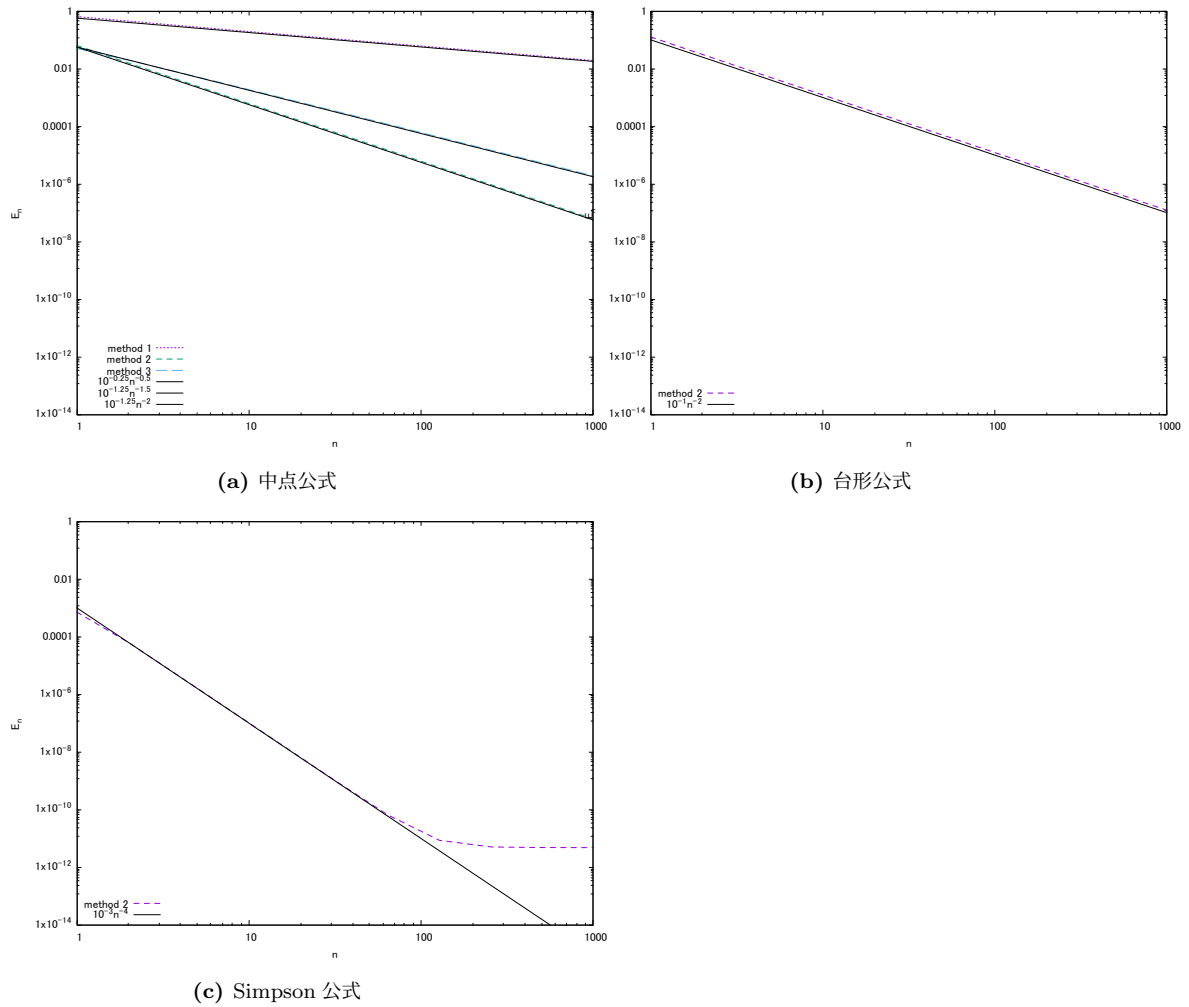 1
0.01
0.0001
1x10⁻⁶
1x10⁻⁸
1x10⁻¹⁰
1x10⁻¹²
1x10⁻¹⁴
Eₙ
method 1
method 2
method 3
10⁻⁰·²⁵n⁻⁰·⁵
10⁻¹·²⁵n⁻¹·⁵
10⁻¹·²⁵n⁻²
1 10 100 1000
n
(a) 中点公式
1
0.01
0.0001
1x10⁻⁶
1x10⁻⁸
1x10⁻¹⁰
1x10⁻¹²
1x10⁻¹⁴
method 2
10⁻¹n⁻²
1 10 100 1000
n
(b) 台形公式
1
0.01
0.0001
1x10⁻⁶
1x10⁻⁸
1x10⁻¹⁰
1x10⁻¹²
1x10⁻¹⁴
Eₙ
method 2
10⁻³n⁻⁴
1 10 100 1000
n
(c) Simpson 公式